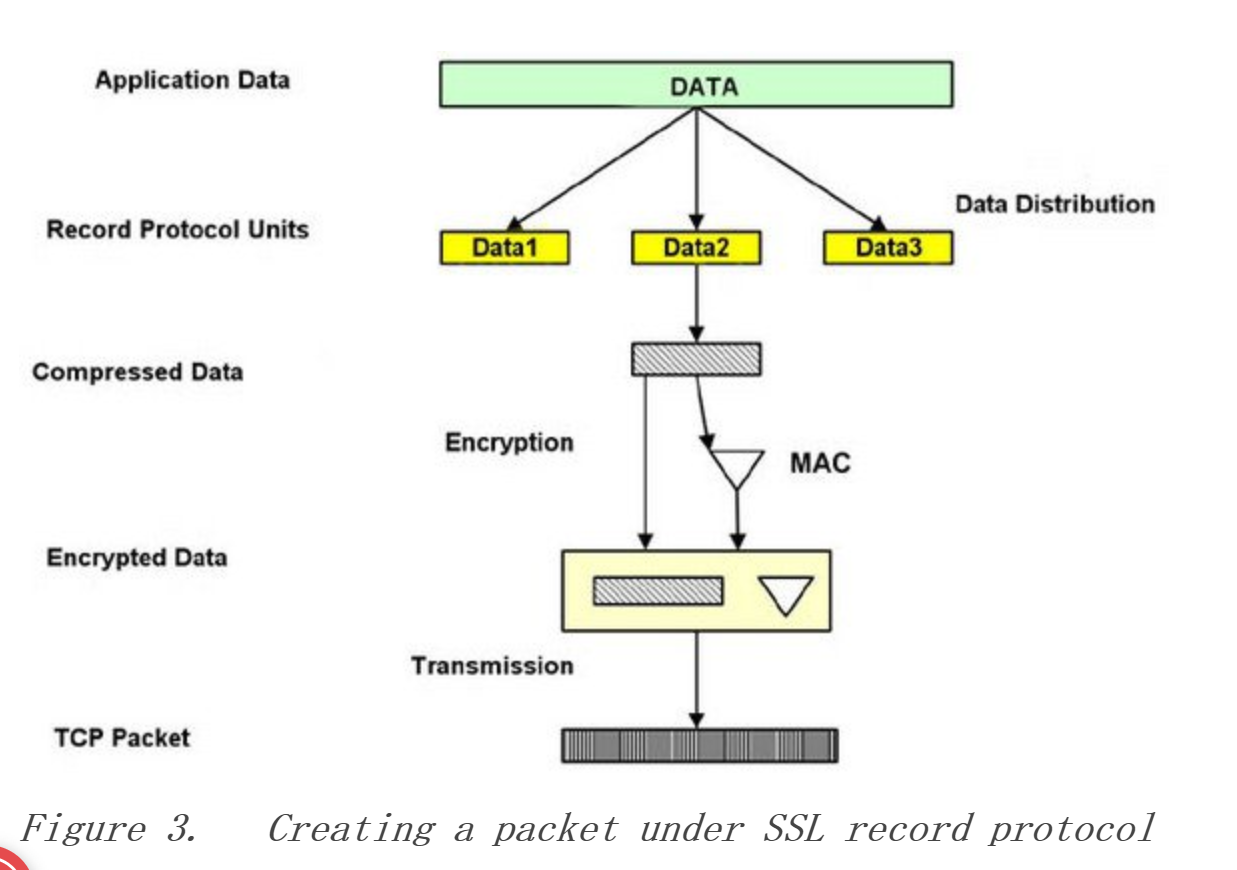 Application Data
DATA
Data Distribution
Record Protocol Units
Data1
Data2
Data3
Compressed Data
Encryption
MAC
Encrypted Data
Transmission
TCP Packet
Figure 3. Creating a packet under SSL record protocol